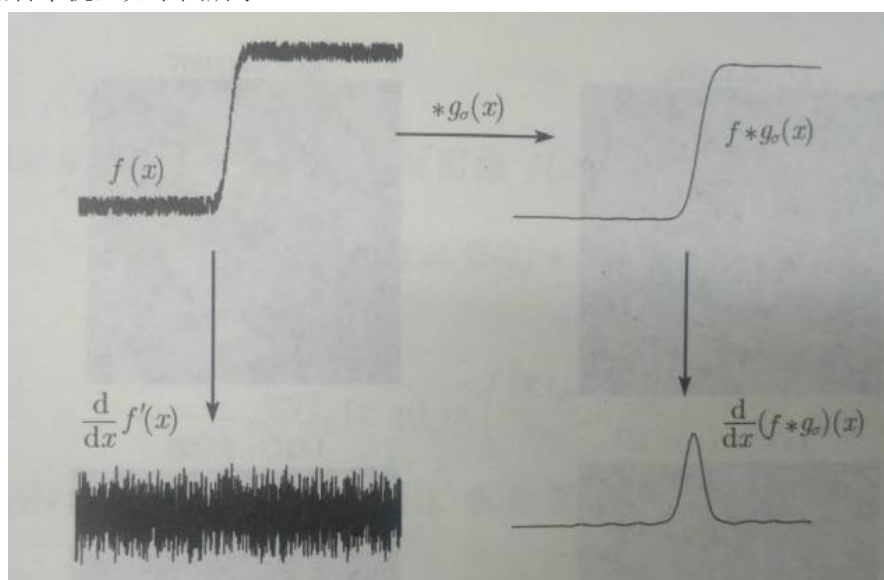 f(x)
*g_σ(x)
f*g_σ(x)
d/dx f'(x)
d/dx (f*g_σ)(x)